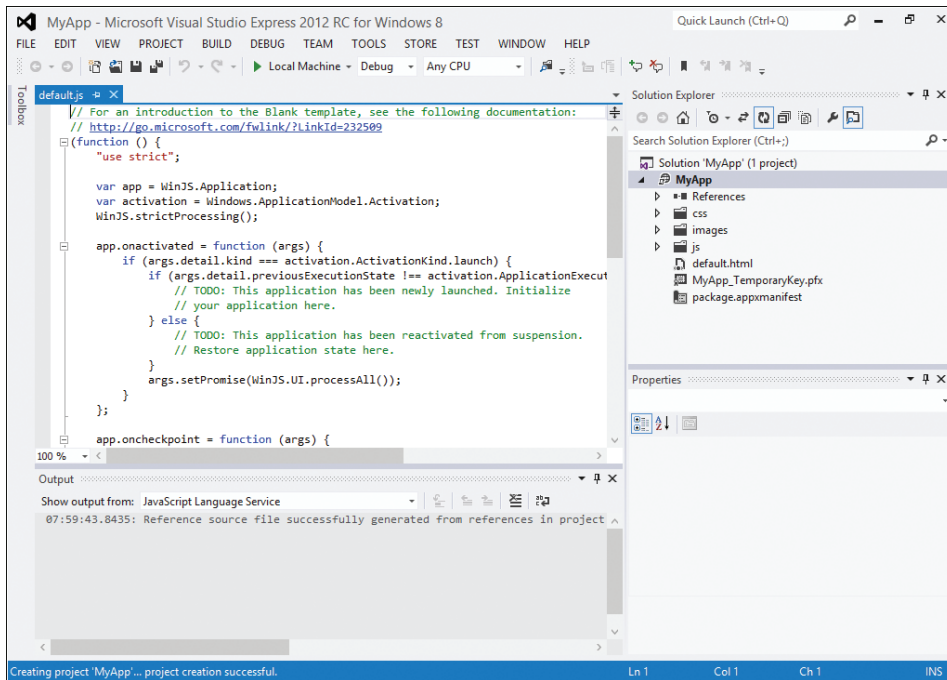 MyApp - Microsoft Visual Studio Express 2012 RC for Windows 8
Quick Launch (Ctrl+Q)
FILE EDIT VIEW PROJECT BUILD DEBUG TEAM TOOLS STORE TEST WINDOW HELP
Local Machine Debug Any CPU
Toolbox
default.js
// For an introduction to the Blank template, see the following documentation:
// http://go.microsoft.com/fwlink/?LinkId=232509
(function () {
"use strict";
var app = WinJS.Application;
var activation = Windows.ApplicationModel.Activation;
WinJS.strictProcessing();
app.onactivated = function (args) {
if (args.detail.kind === activation.ActivationKind.launch) {
if (args.detail.previousExecutionState !== activation.ApplicationExecut
// TODO: This application has been newly launched. Initialize
// your application here.
} else {
// TODO: This application has been reactivated from suspension.
// Restore application state here.
}
args.setPromise(WinJS.UI.processAll());
}
};
app.oncheckpoint = function (args) {
100 %
Output
Show output from: JavaScript Language Service
07:59:43.8435: Reference source file successfully generated from references in project
Solution Explorer
Search Solution Explorer (Ctrl+;)
Solution 'MyApp' (1 project)
MyApp
References
css
images
js
default.html
MyApp_TemporaryKey.pfx
package.appxmanifest
Properties
Creating project 'MyApp'... project creation successful.
Ln 1 Col 1 Ch 1 INS